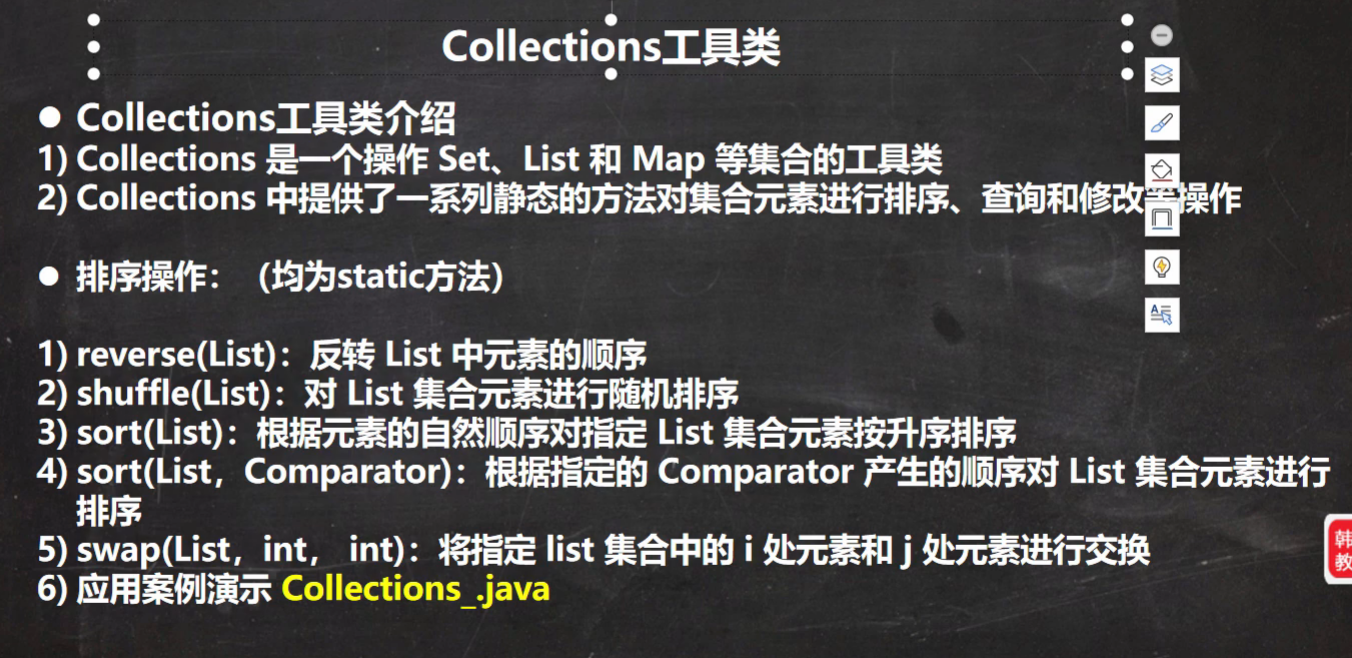 Collections工具类
● Collections工具类介绍
1) Collections 是一个操作 Set、List 和 Map 等集合的工具类
2) Collections 中提供了一系列静态的方法对集合元素进行排序、查询和修改等操作
● 排序操作：（均为static方法）
1) reverse(List)：反转 List 中元素的顺序
2) shuffle(List)：对 List 集合元素进行随机排序
3) sort(List)：根据元素的自然顺序对指定 List 集合元素按升序排序
4) sort(List，Comparator)：根据指定的 Comparator 产生的顺序对 List 集合元素进行
排序
5) swap(List，int， int)：将指定 list 集合中的 i 处元素和 j 处元素进行交换
6) 应用案例演示 Collections_.java
韩
教